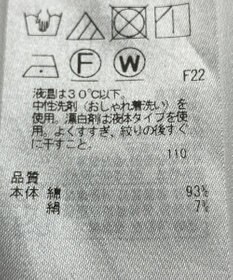 F W
F22
液温は30℃以下。
中性洗剤(おしゃれ着洗い)を
使用。漂白剤は液体タイプを使
用。よくすすぎ、絞りの後すぐ
に干すこと。
110
品質
本体 綿 93%
絹 7%